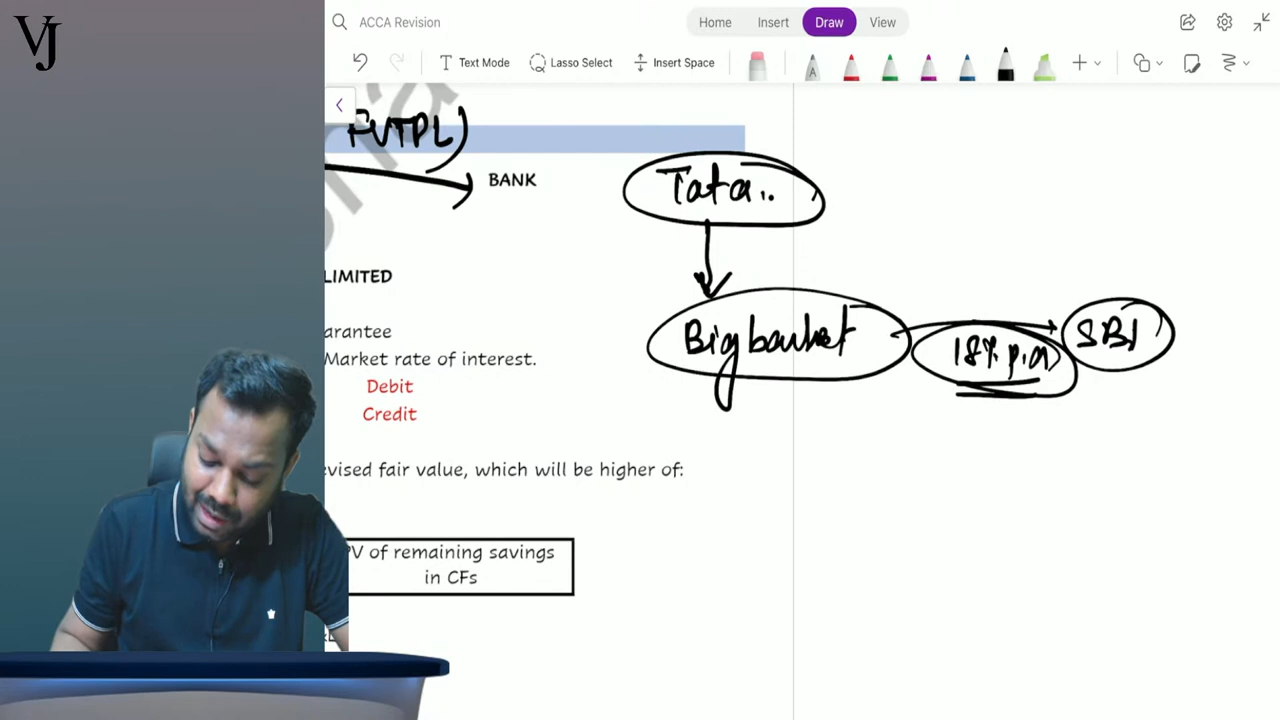 VJ
ACCA Revision
Home Insert Draw View
Text Mode Lasso Select Insert Space
FVTPL)
BANK
Tata..
LIMITED
arantee
Market rate of interest.
Debit
Credit
Big basket
18% p.a
SBI
evised fair value, which will be higher of:
PV of remaining savings
in CFs